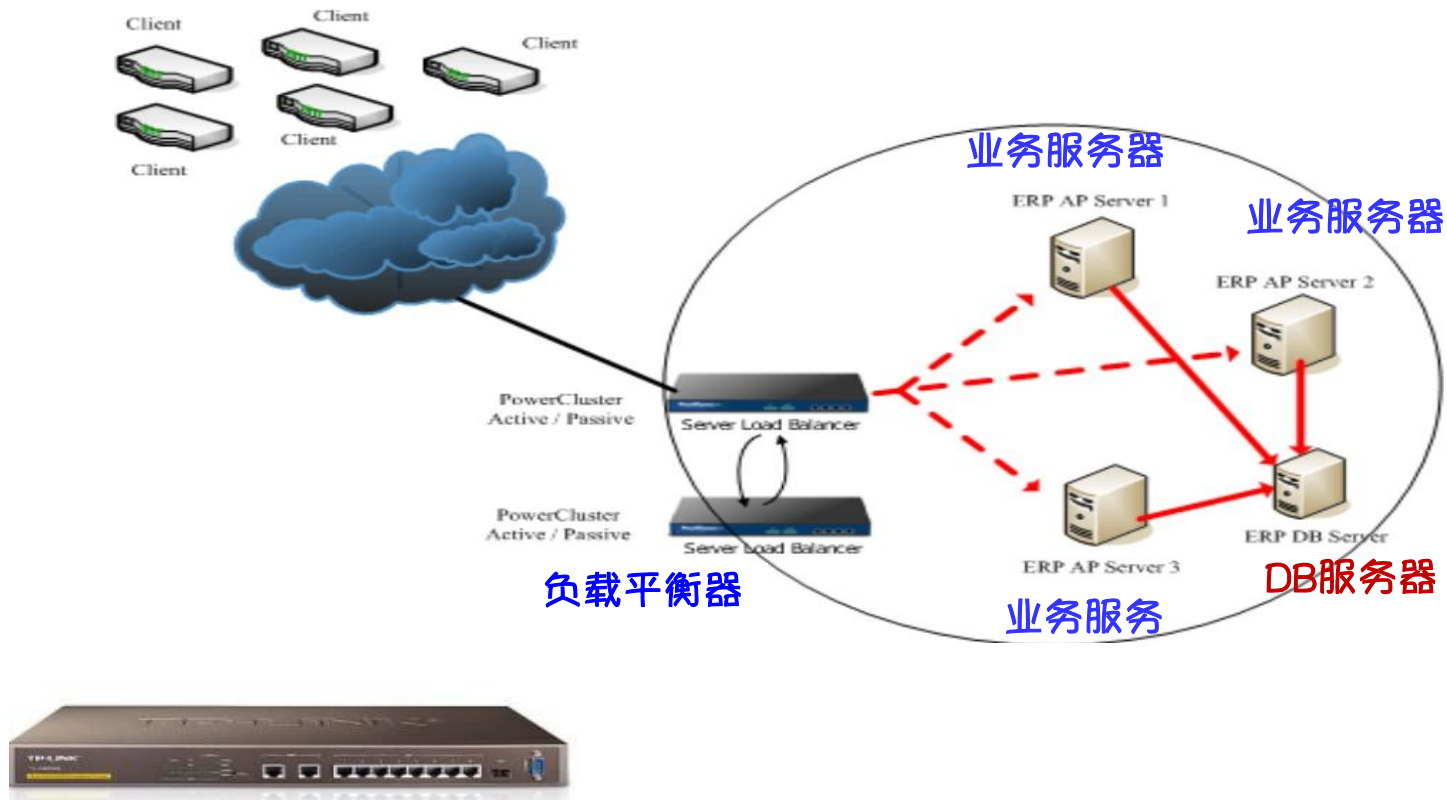 Client
Client
Client
Client
Client
业务服务器
ERP AP Server 1
业务服务器
ERP AP Server 2
PowerCluster
Active / Passive
Server Load Balancer
PowerCluster
Active / Passive
Server Load Balancer
负载平衡器
ERP AP Server 3
业务服务
ERP DB Server
DB服务器
TP-LINK